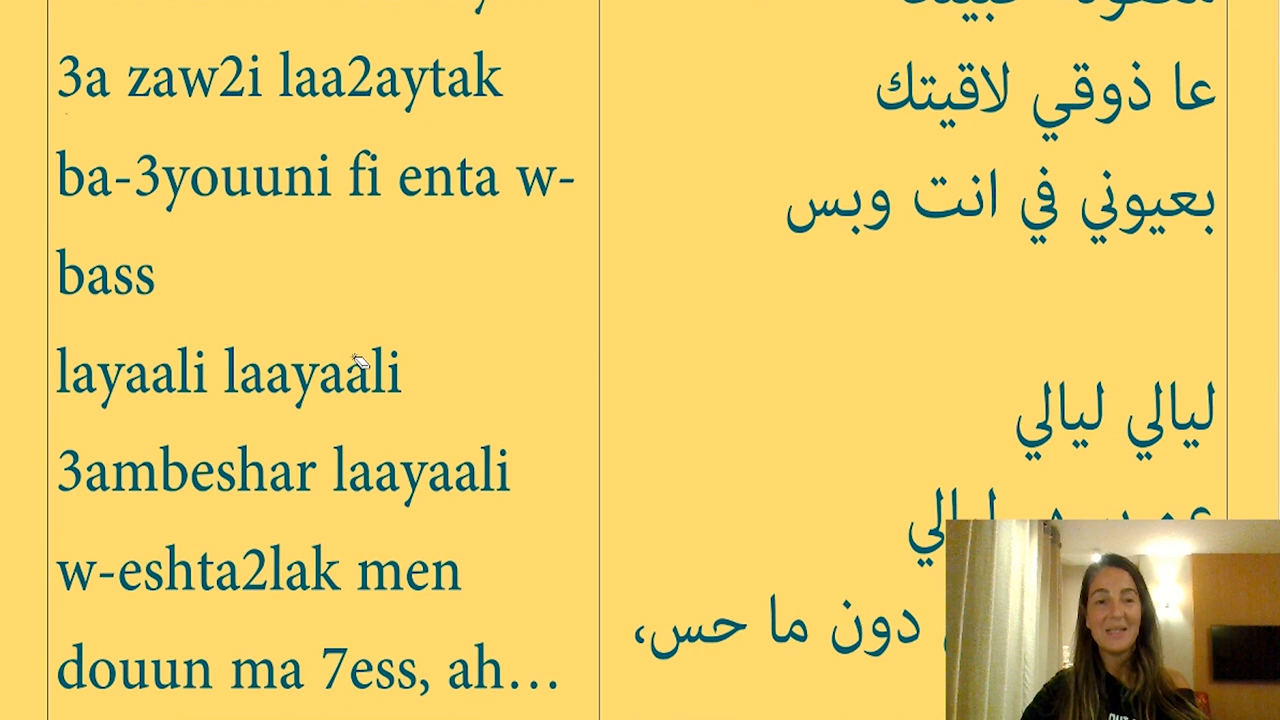 3a zaw2i laa2aytak
ba-3youuni fi enta w-
bass
layaali laayaali
3ambeshar laayaali
w-eshta2lak men
douun ma 7ess, ah…
عا ذوقي لاقيتك
بعيوني في انت وبس
ليالي ليالي
ليالي
دون ما حس،